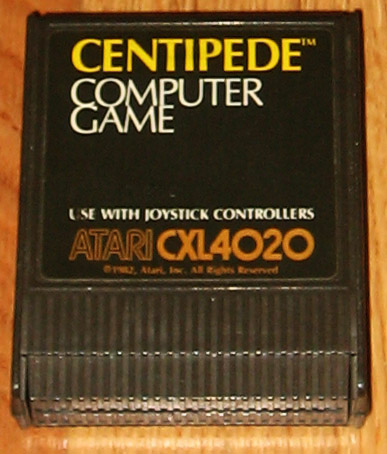 CENTIPEDE™
COMPUTER
GAME
USE WITH JOYSTICK CONTROLLERS
ATARI CXL4020
©1982, Atari, Inc. All Rights Reserved